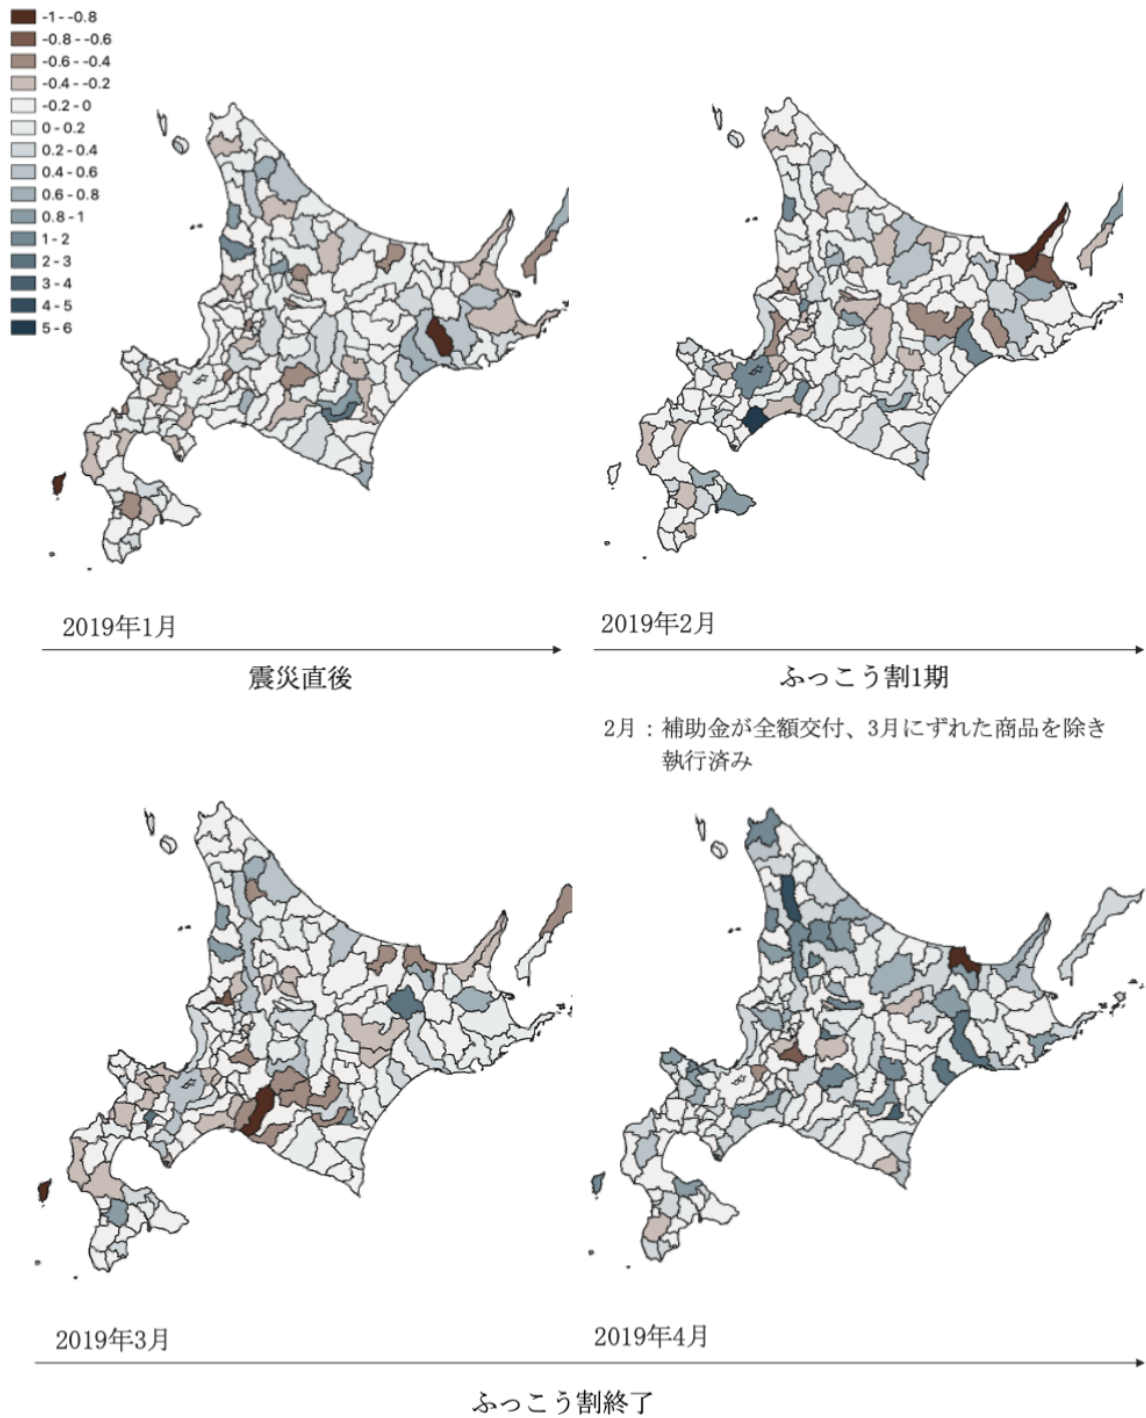 -1 - -0.8
-0.8 - -0.6
-0.6 - -0.4
-0.4 - -0.2
-0.2 - 0
0 - 0.2
0.2 - 0.4
0.4 - 0.6
0.6 - 0.8
0.8 - 1
1 - 2
2 - 3
3 - 4
4 - 5
5 - 6
2019年1月
震災直後
2019年2月
ふっこう割1期
2月：補助金が全額交付、3月にずれた商品を除き
執行済み
2019年3月
2019年4月
ふっこう割終了